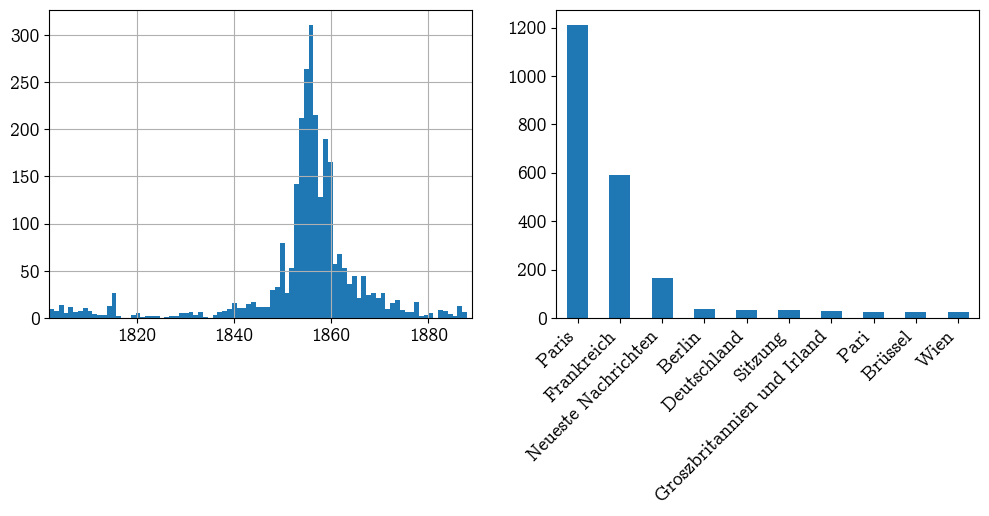 300
250
200
150
100
50
0
1820
1840
1860
1880
1200
1000
800
600
400
200
0
Paris
Frankreich
Neueste Nachrichten
Berlin
Deutschland
Sitzung
Groszbritannien und Irland
Pari
Brüssel
Wien